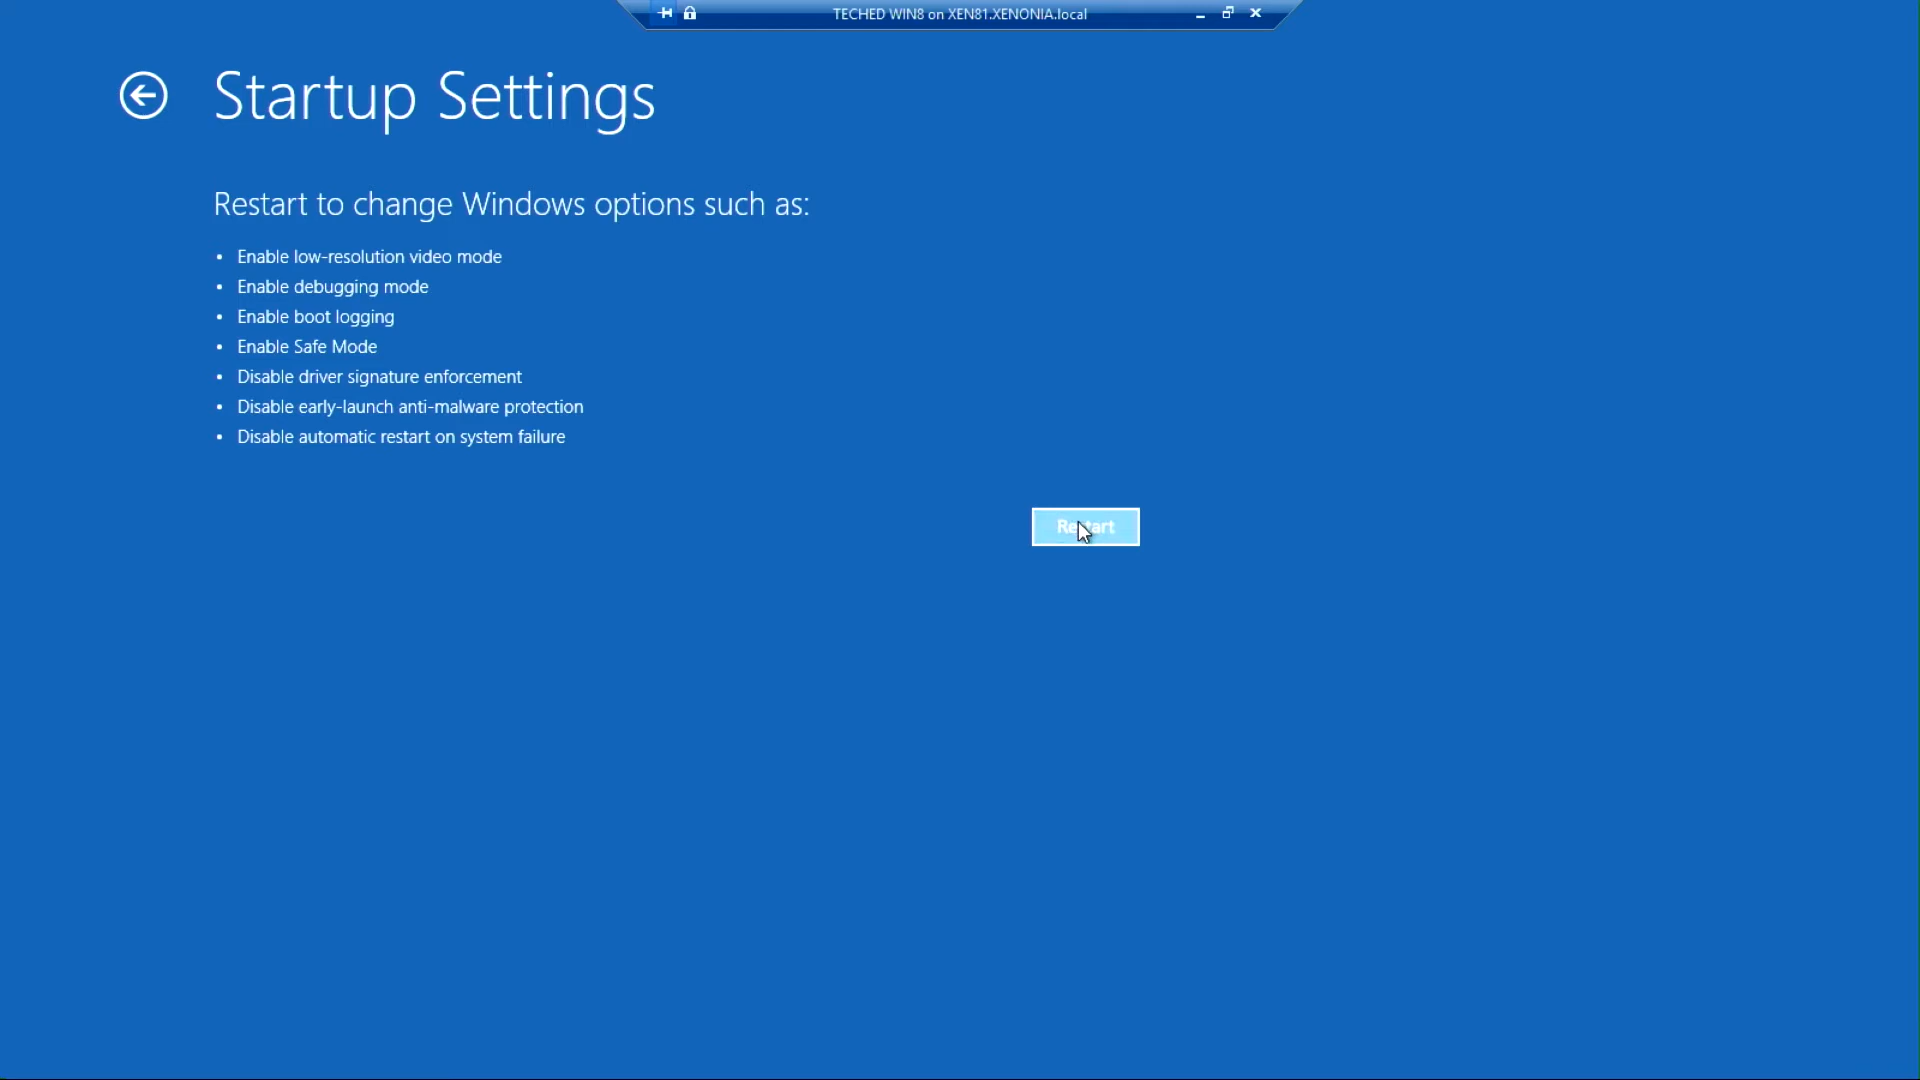 TECHED WIN8 on XEN81.XENONIA.local
Startup Settings
Restart to change Windows options such as:
• Enable low-resolution video mode
• Enable debugging mode
• Enable boot logging
• Enable Safe Mode
• Disable driver signature enforcement
• Disable early-launch anti-malware protection
• Disable automatic restart on system failure
Restart